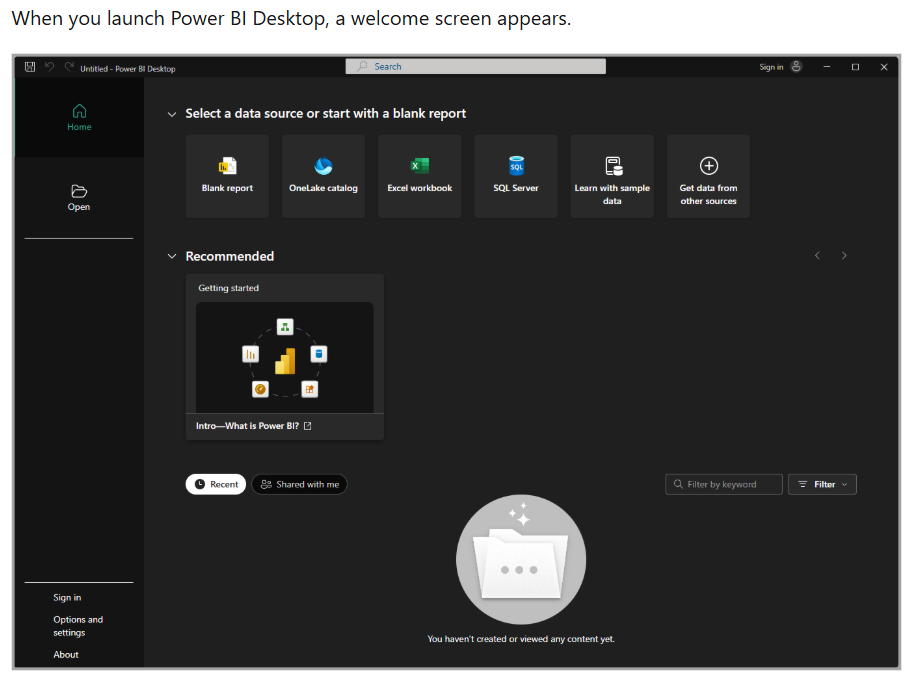 When you launch Power BI Desktop, a welcome screen appears.
Untitled - Power BI Desktop
Search
Sign in
Home
Open
Select a data source or start with a blank report
Blank report
OneLake catalog
Excel workbook
SQL
SQL Server
Learn with sample
data
Get data from
other sources
Recommended
Getting started
Intro—What is Power BI?
Recent
Shared with me
Filter by keyword
Filter
You haven't created or viewed any content yet.
Sign in
Options and
settings
About